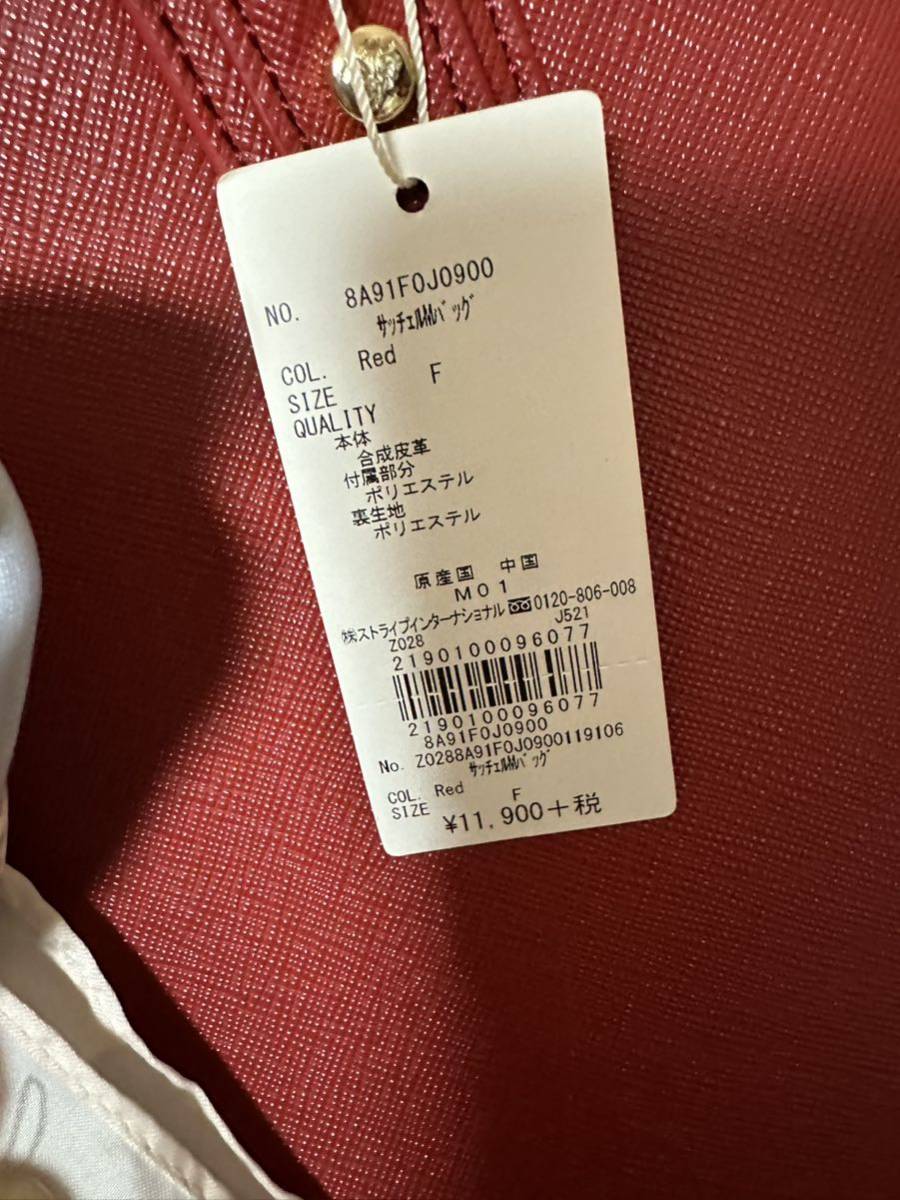 NO. 8A91F0J0900
ｻｯﾁｪﾙMﾊﾞｯｸﾞ
COL. Red
SIZE F
QUALITY
本体
合成皮革
付属部分
ポリエステル
裏生地
ポリエステル
原産国 中国
M01
㈱ストライプインターナショナル 0120-806-008
Z028 J521
2190100096077
2190100096077
8A91F0J0900
No. Z0288A91F0J0900119106
ｻｯﾁｪﾙMﾊﾞｯｸﾞ
COL. Red
SIZE F
¥11,900+税